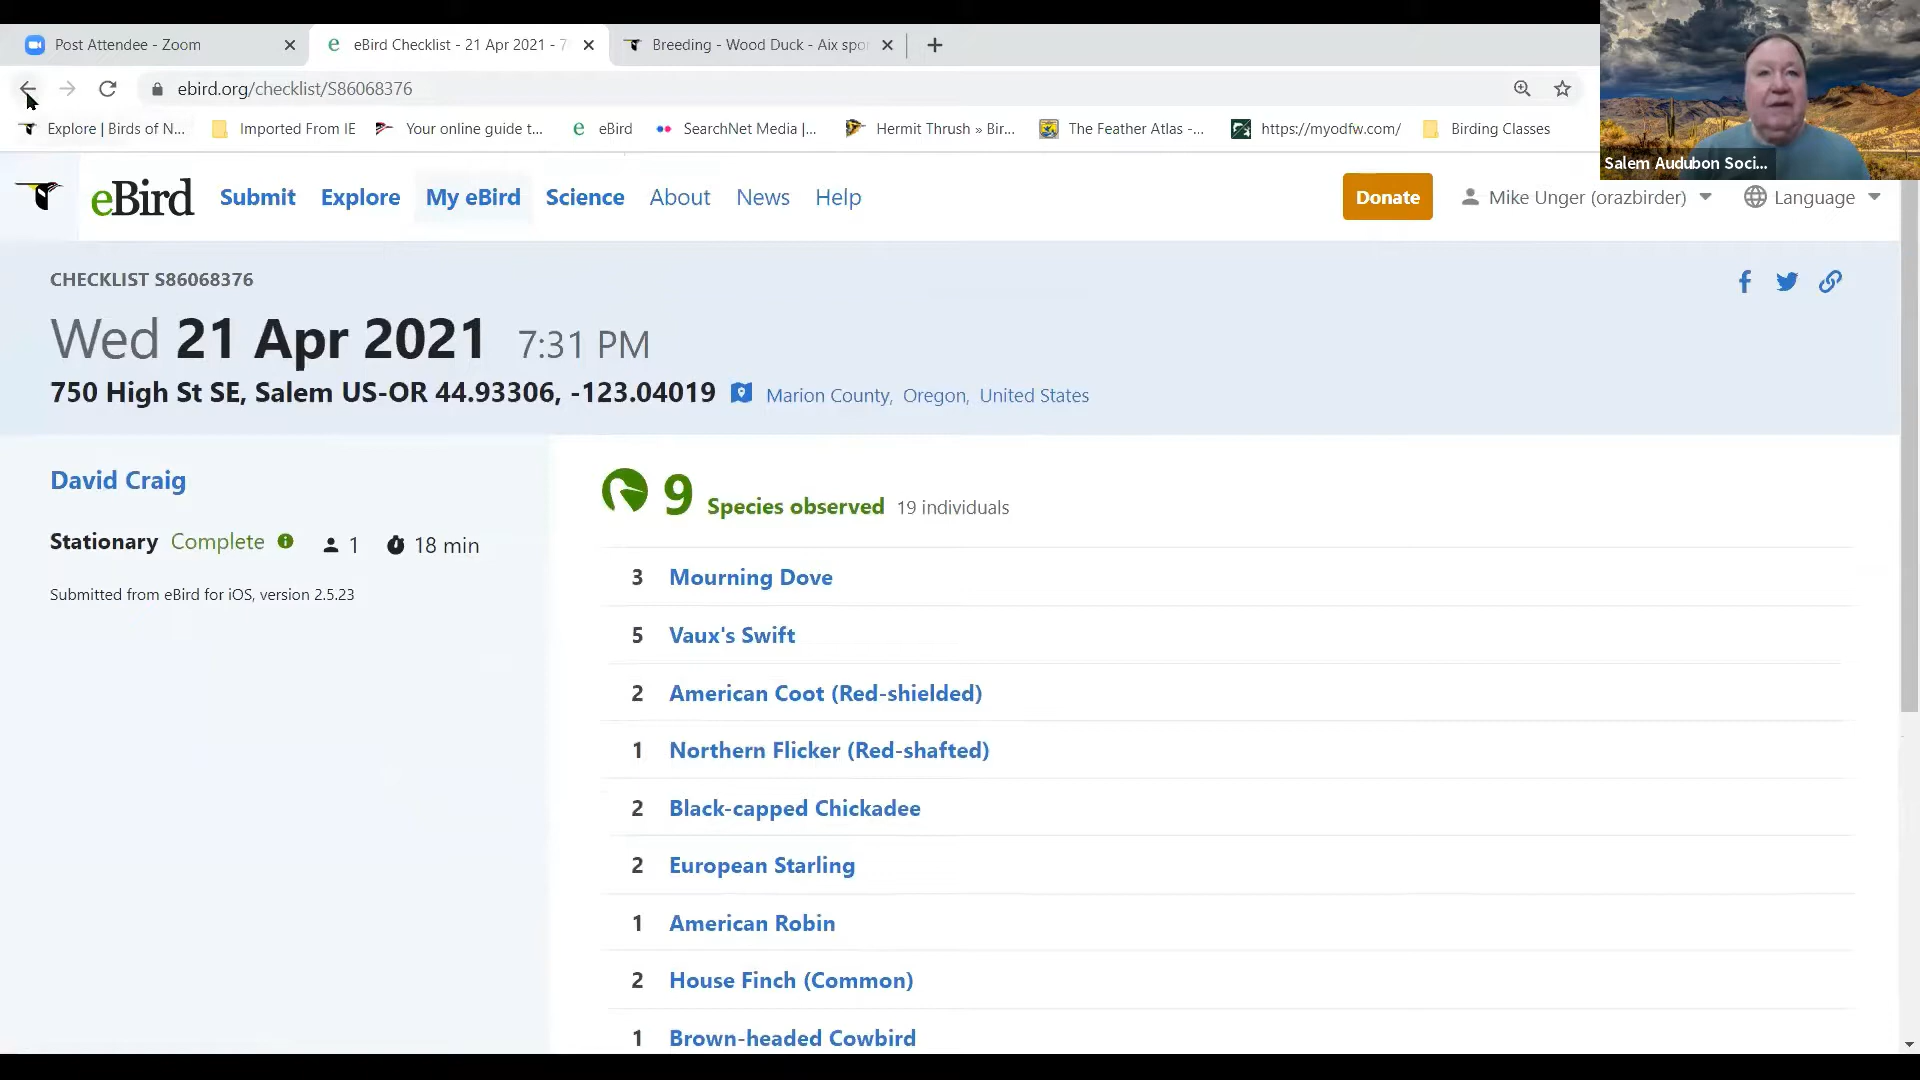 Post Attendee - Zoom
eBird Checklist - 21 Apr 2021 - 7
Breeding - Wood Duck - Aix spo
ebird.org/checklist/S86068376
Explore | Birds of N...
Imported From IE
Your online guide t...
eBird
SearchNet Media |...
Hermit Thrush » Bir...
The Feather Atlas -...
https://myodfw.com/
Birding Classes
Salem Audubon Soci...
eBird
Submit
Explore
My eBird
Science
About
News
Help
Donate
Mike Unger (orazbirder)
Language
CHECKLIST S86068376
Wed 21 Apr 2021 7:31 PM
750 High St SE, Salem US-OR 44.93306, -123.04019
Marion County, Oregon, United States
David Craig
Stationary Complete 1 18 min
Submitted from eBird for iOS, version 2.5.23
9 Species observed 19 individuals
3 Mourning Dove
5 Vaux's Swift
2 American Coot (Red-shielded)
1 Northern Flicker (Red-shafted)
2 Black-capped Chickadee
2 European Starling
1 American Robin
2 House Finch (Common)
1 Brown-headed Cowbird